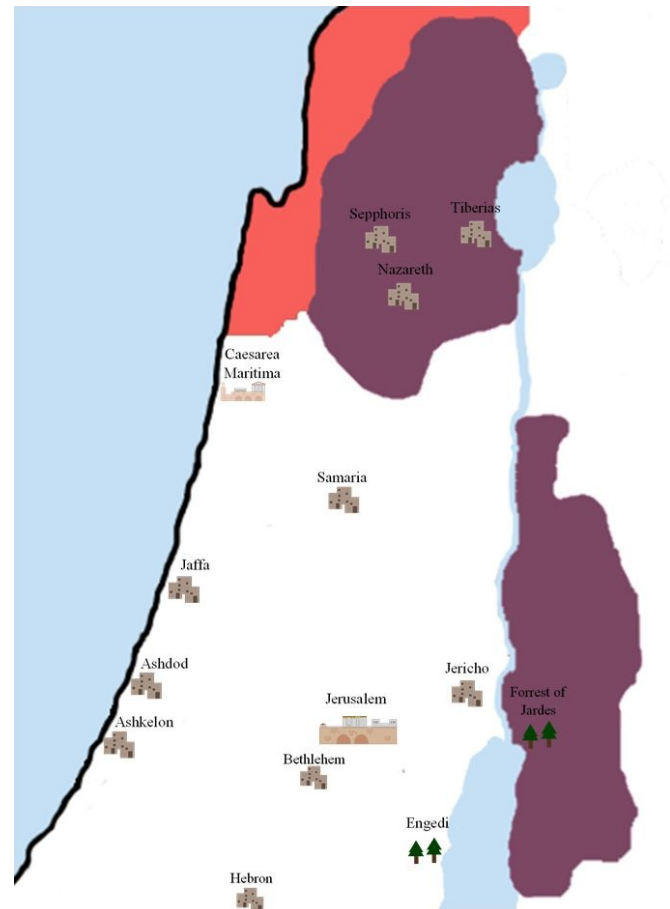 Sepphoris
Tiberias
Nazareth
Caesarea
Maritima
Samaria
Jaffa
Ashdod
Jericho
Forrest of
Jardes
Jerusalem
Ashkelon
Bethlehem
Engedi
Hebron